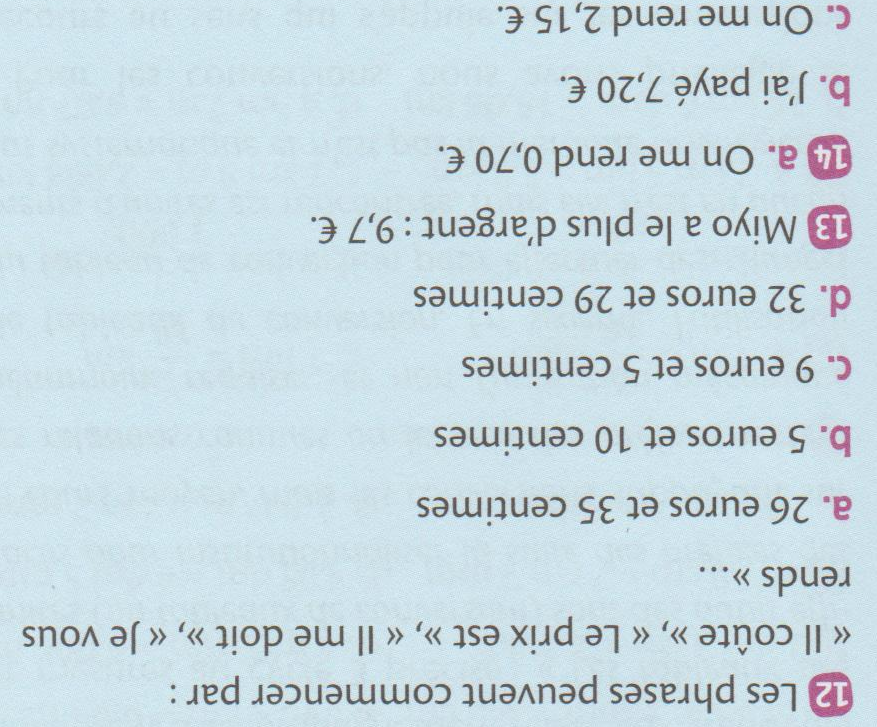 12 Les phrases peuvent commencer par :
« Il coûte », « Le prix est », « Il me doit », « Je vous
rends »…
a. 26 euros et 35 centimes
b. 5 euros et 10 centimes
c. 9 euros et 5 centimes
d. 32 euros et 29 centimes
13 Miyo a le plus d'argent : 9,7 €.
14 a. On me rend 0,70 €.
b. J'ai payé 7,20 €.
c. On me rend 2,15 €.